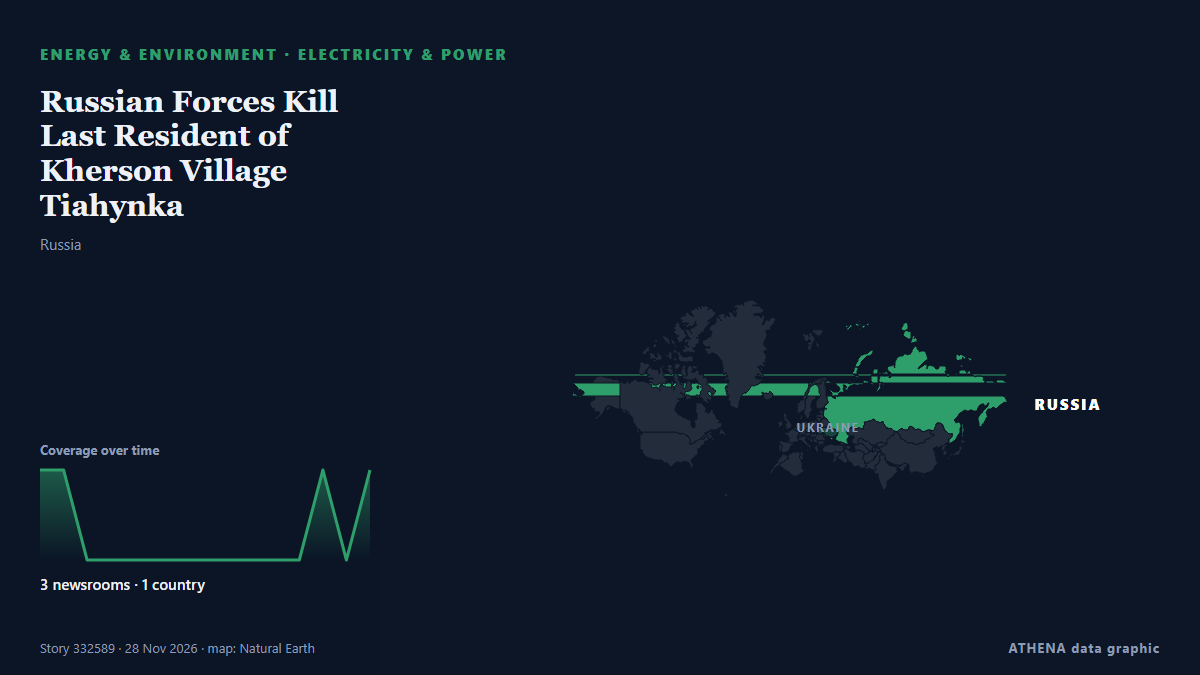 ENERGY & ENVIRONMENT · ELECTRICITY & POWER
Russian Forces Kill
Last Resident of
Kherson Village
Tiahynka
Russia
RUSSIA
UKRAINE
Coverage over time
3 newsrooms · 1 country
Story 332589 · 28 Nov 2026 · map: Natural Earth
ATHENA data graphic